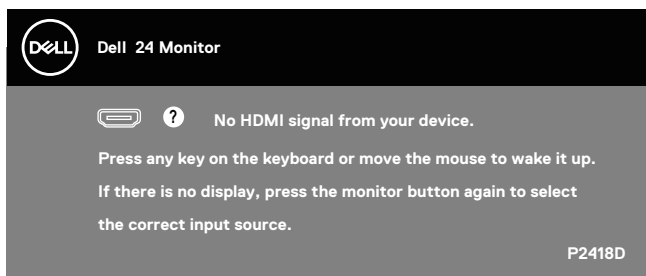 DELL
Dell 24 Monitor
? No HDMI signal from your device.
Press any key on the keyboard or move the mouse to wake it up.
If there is no display, press the monitor button again to select
the correct input source.
P2418D